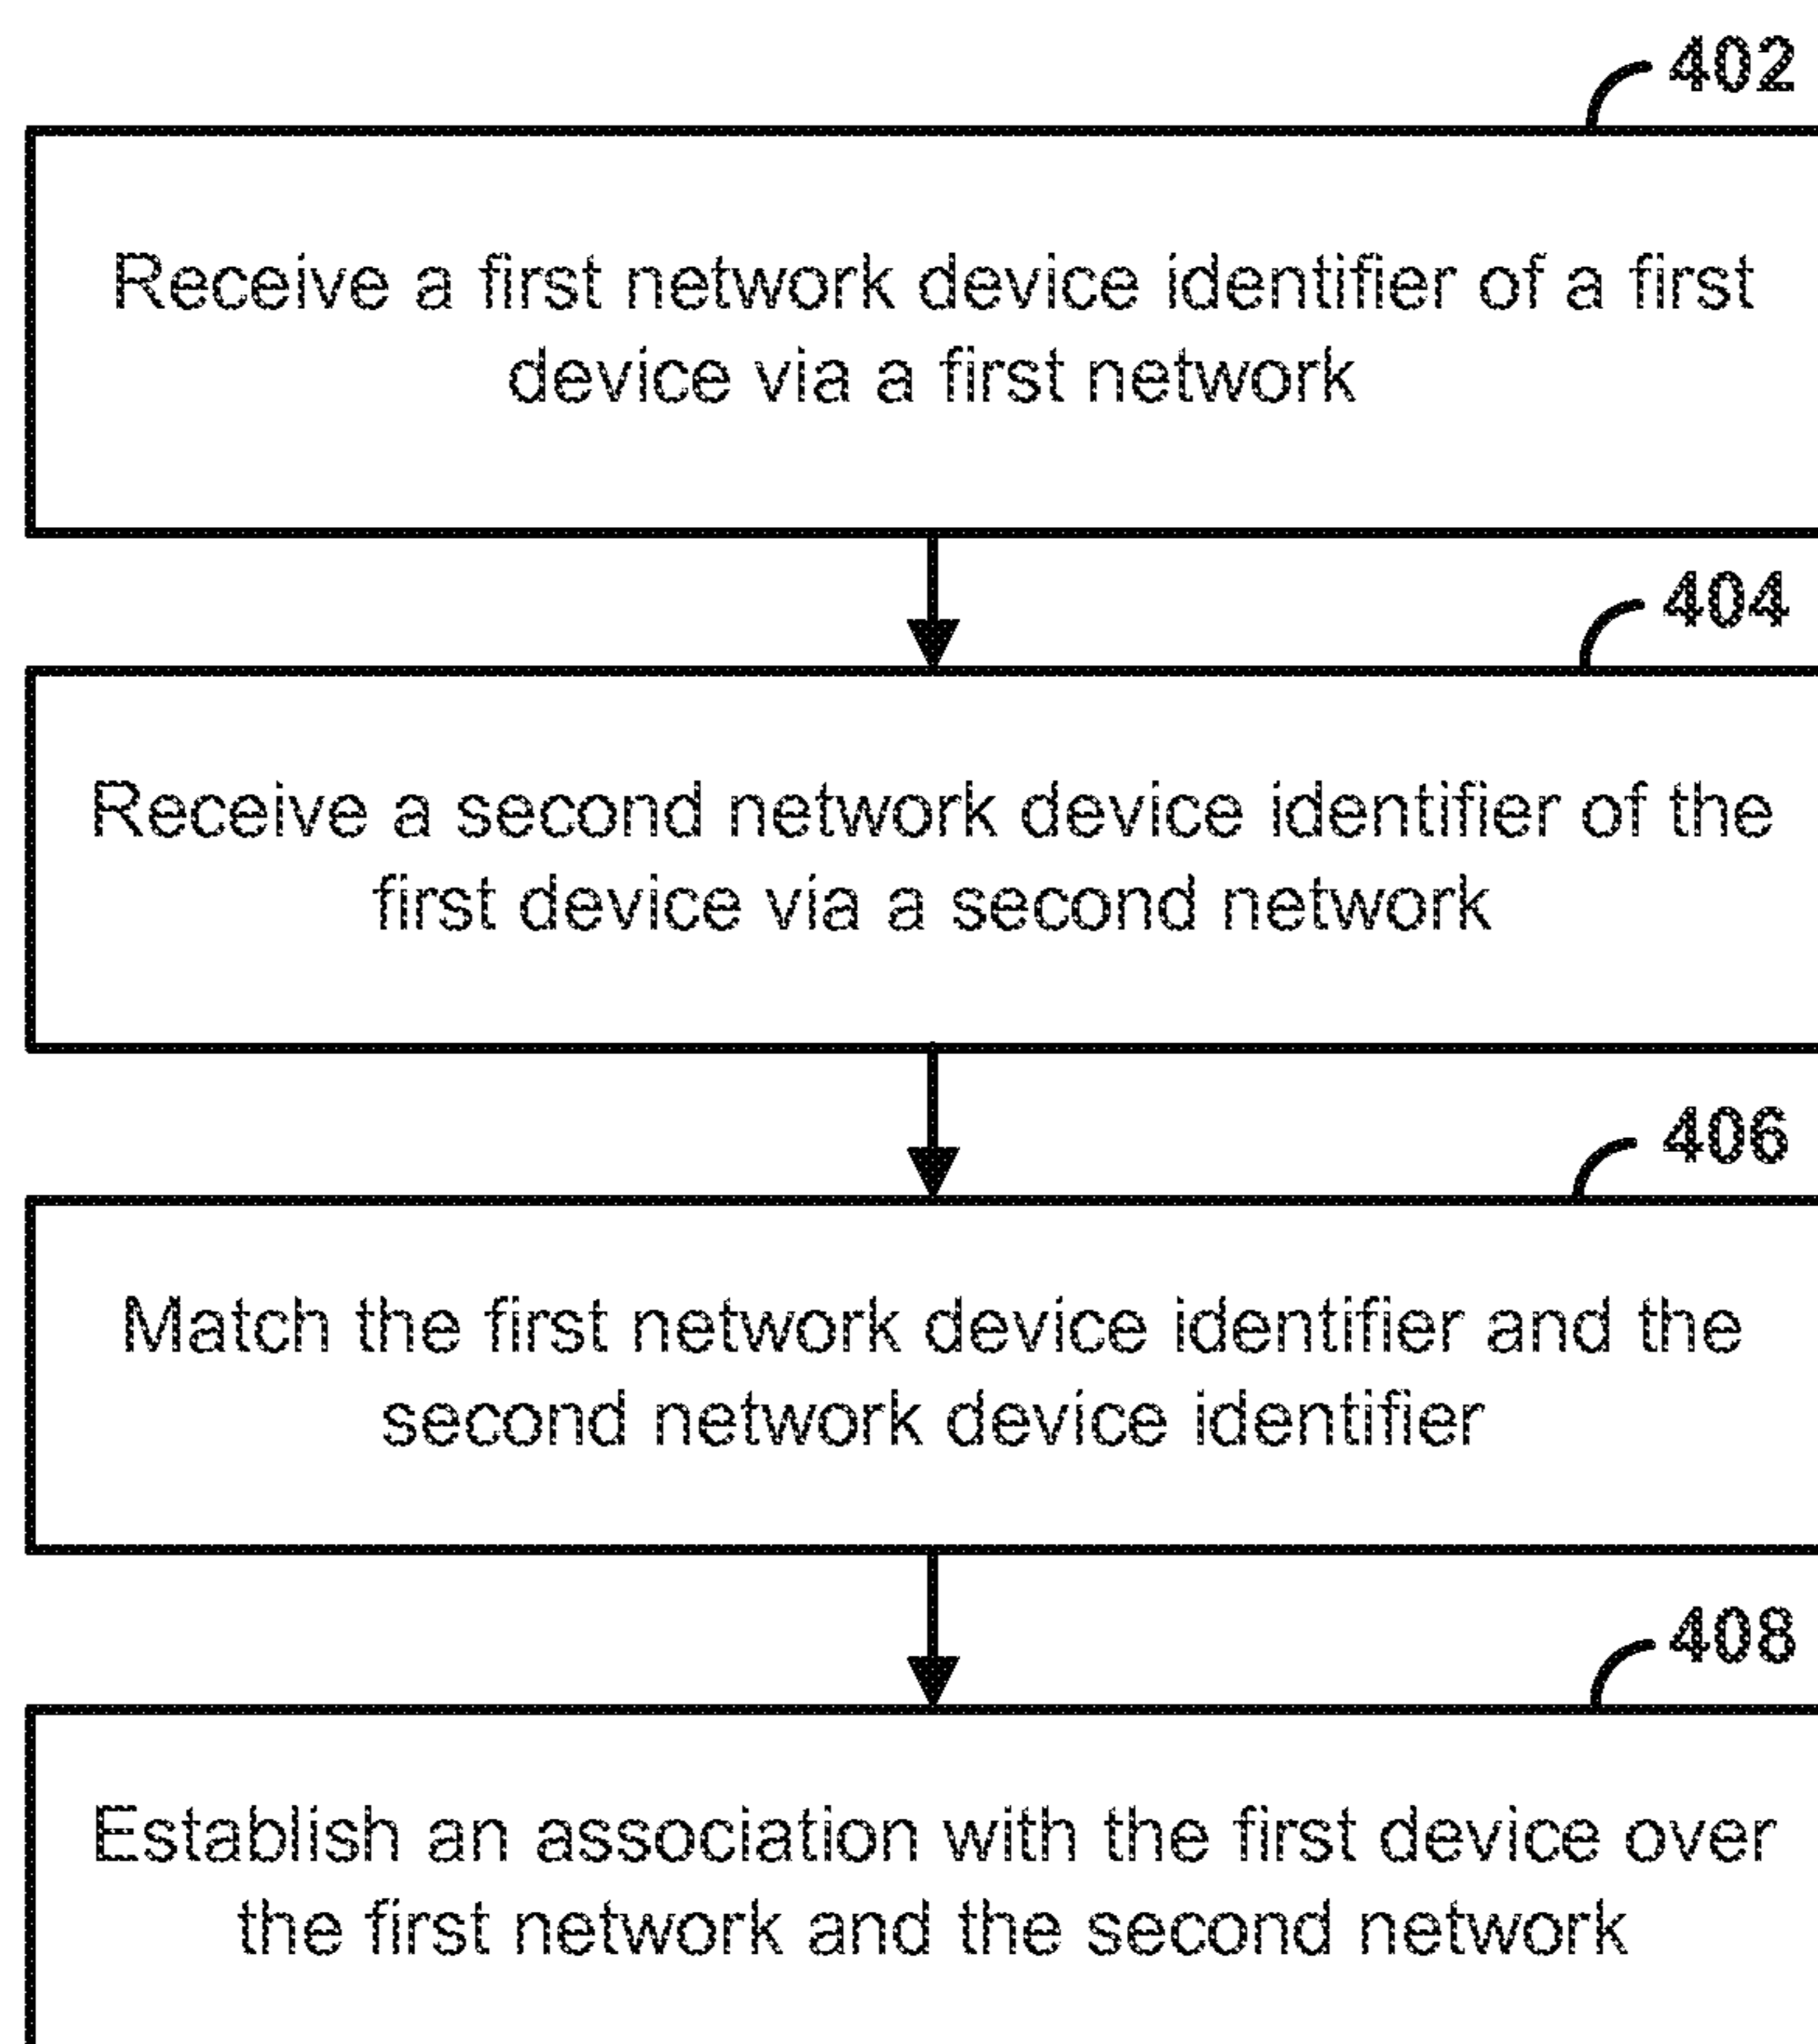 402
Receive a first network device identifier of a first
device via a first network
404
Receive a second network device identifier of the
first device via a second network
406
Match the first network device identifier and the
second network device identifier
408
Establish an association with the first device over
the first network and the second network